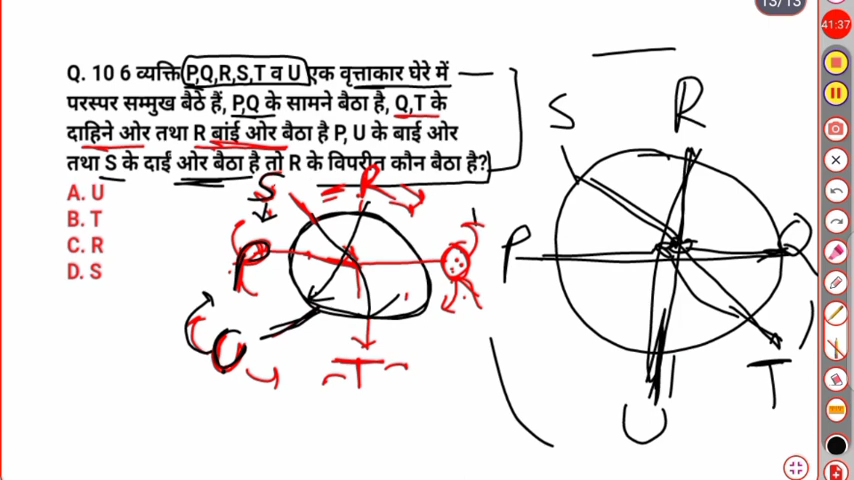 13/13
41:37
Q. 10 6 व्यक्ति P,Q,R,S,T व U एक वृत्ताकार घेरे में
परस्पर सम्मुख बैठे हैं, P,Q के सामने बैठा है, Q,T के
दाहिने ओर तथा R बांई ओर बैठा है P, U के बाई ओर
तथा S के दाईं ओर बैठा है तो R के विपरीत कौन बैठा है?
A. U
B. T
C. R
D. S
S R
P Q
U T
S R
P Q
U T